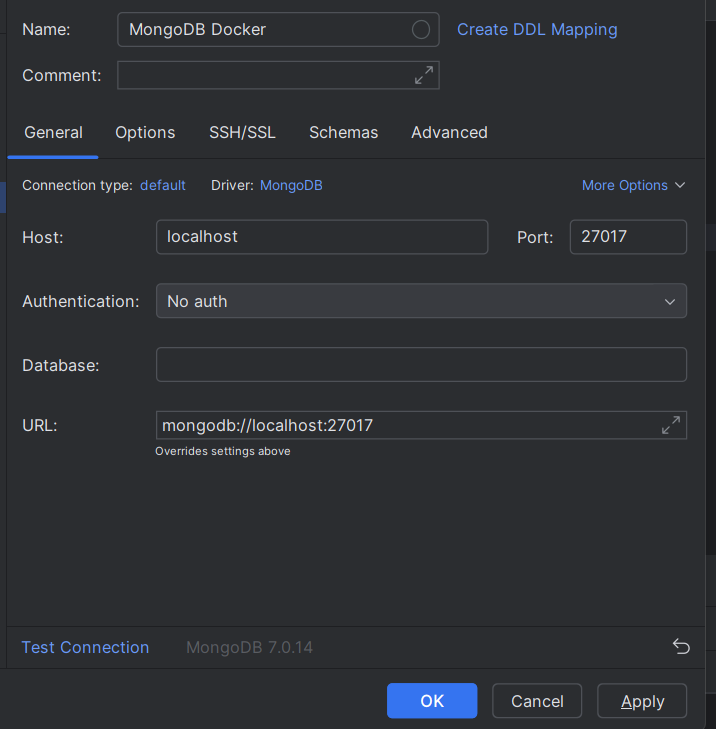 Name: MongoDB Docker Create DDL Mapping
Comment:
General Options SSH/SSL Schemas Advanced
Connection type: default Driver: MongoDB More Options
Host: localhost Port: 27017
Authentication: No auth
Database:
URL: mongodb://localhost:27017
Overrides settings above
Test Connection MongoDB 7.0.14
OK Cancel Apply